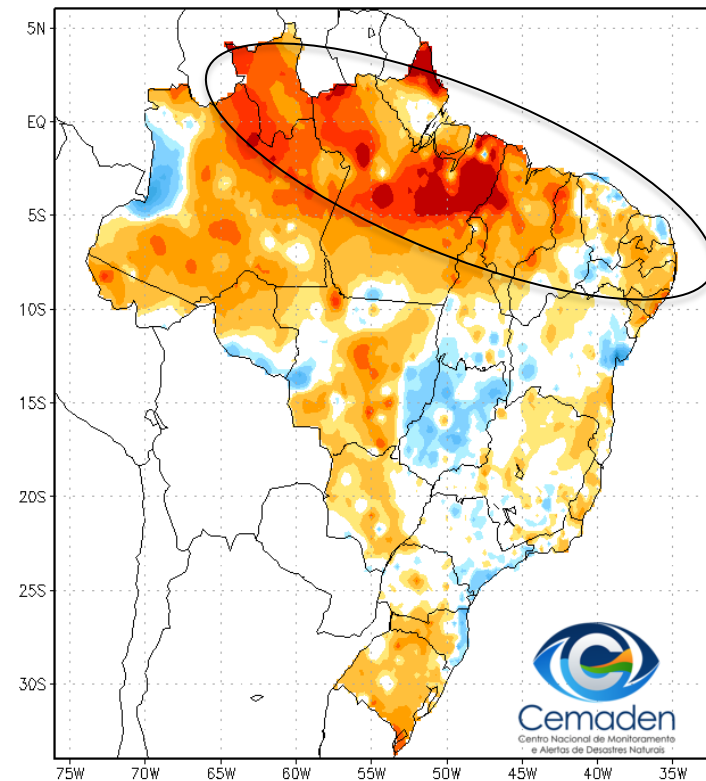 5N
EQ
5S
10S
15S
20S
25S
30S
75W 70W 65W 60W 55W 50W 45W 40W 35W
Cemaden
Centro Nacional de Monitoramento
e Alertas de Desastres Naturais